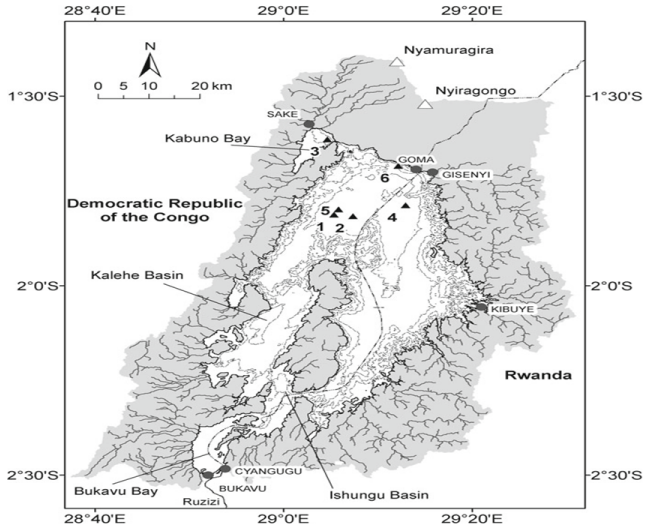 28°40'E 29°0'E 29°20'E
Nyamuragira
N
Nyiragongo
0 5 10 20 km
1°30'S 1°30'S
SAKE
Kabuno Bay
3
GOMA
GISENYI
6
Democratic Republic
of the Congo
5
4
1 2
Kalehe Basin
2°0'S 2°0'S
KIBUYE
Rwanda
2°30'S 2°30'S
CYANGUGU
Bukavu Bay
BUKAVU
Ishungu Basin
Ruzizi
28°40'E 29°0'E 29°20'E